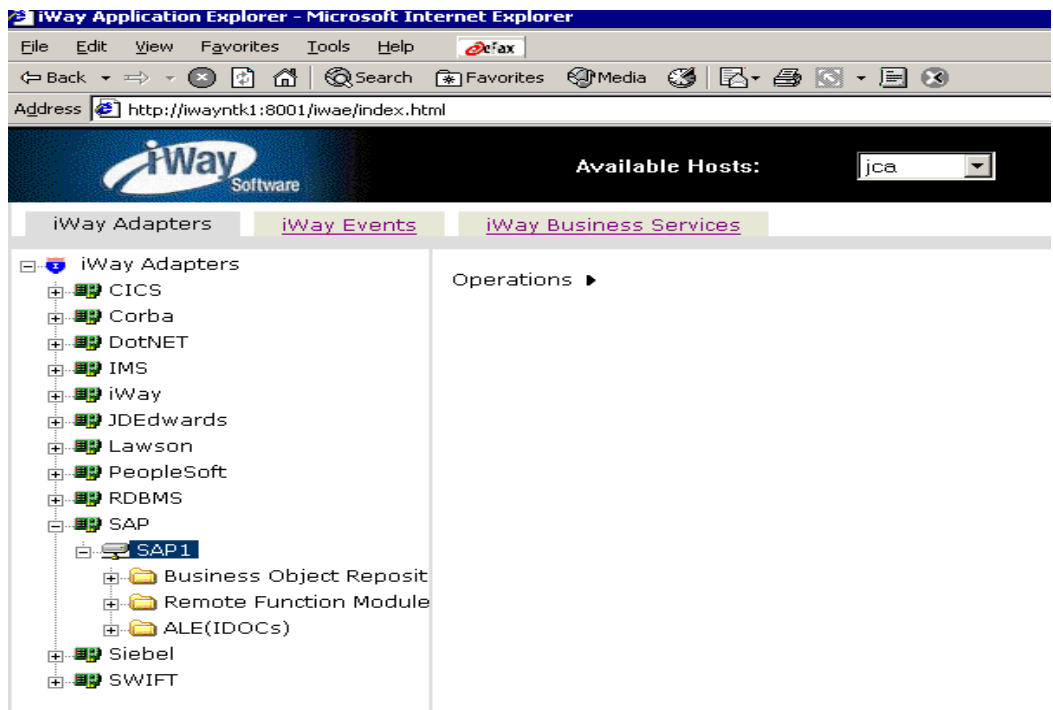 iWay Application Explorer - Microsoft Internet Explorer
File Edit View Favorites Tools Help eFax
Back Search Favorites Media
Address http://iwayntk1:8001/iwae/index.html
iWay Software Available Hosts: jca
iWay Adapters iWay Events iWay Business Services
iWay Adapters
Operations
CICS
Corba
DotNET
IMS
iWay
JDEdwards
Lawson
PeopleSoft
RDBMS
SAP
SAP1
Business Object Reposit
Remote Function Module
ALE(IDOCs)
Siebel
SWIFT